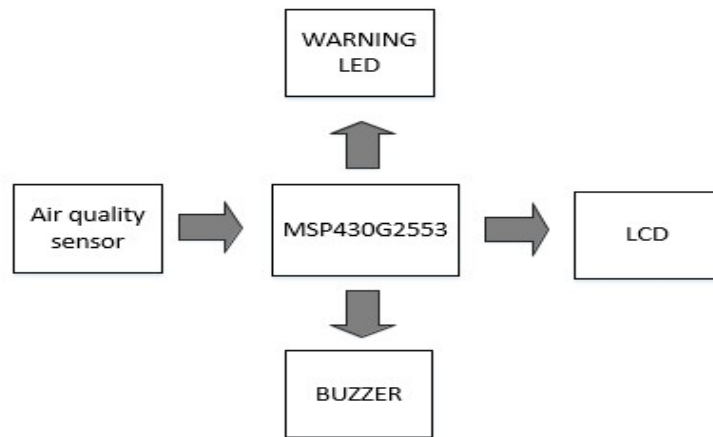 WARNING
LED
Air quality
sensor
MSP430G2553
LCD
BUZZER